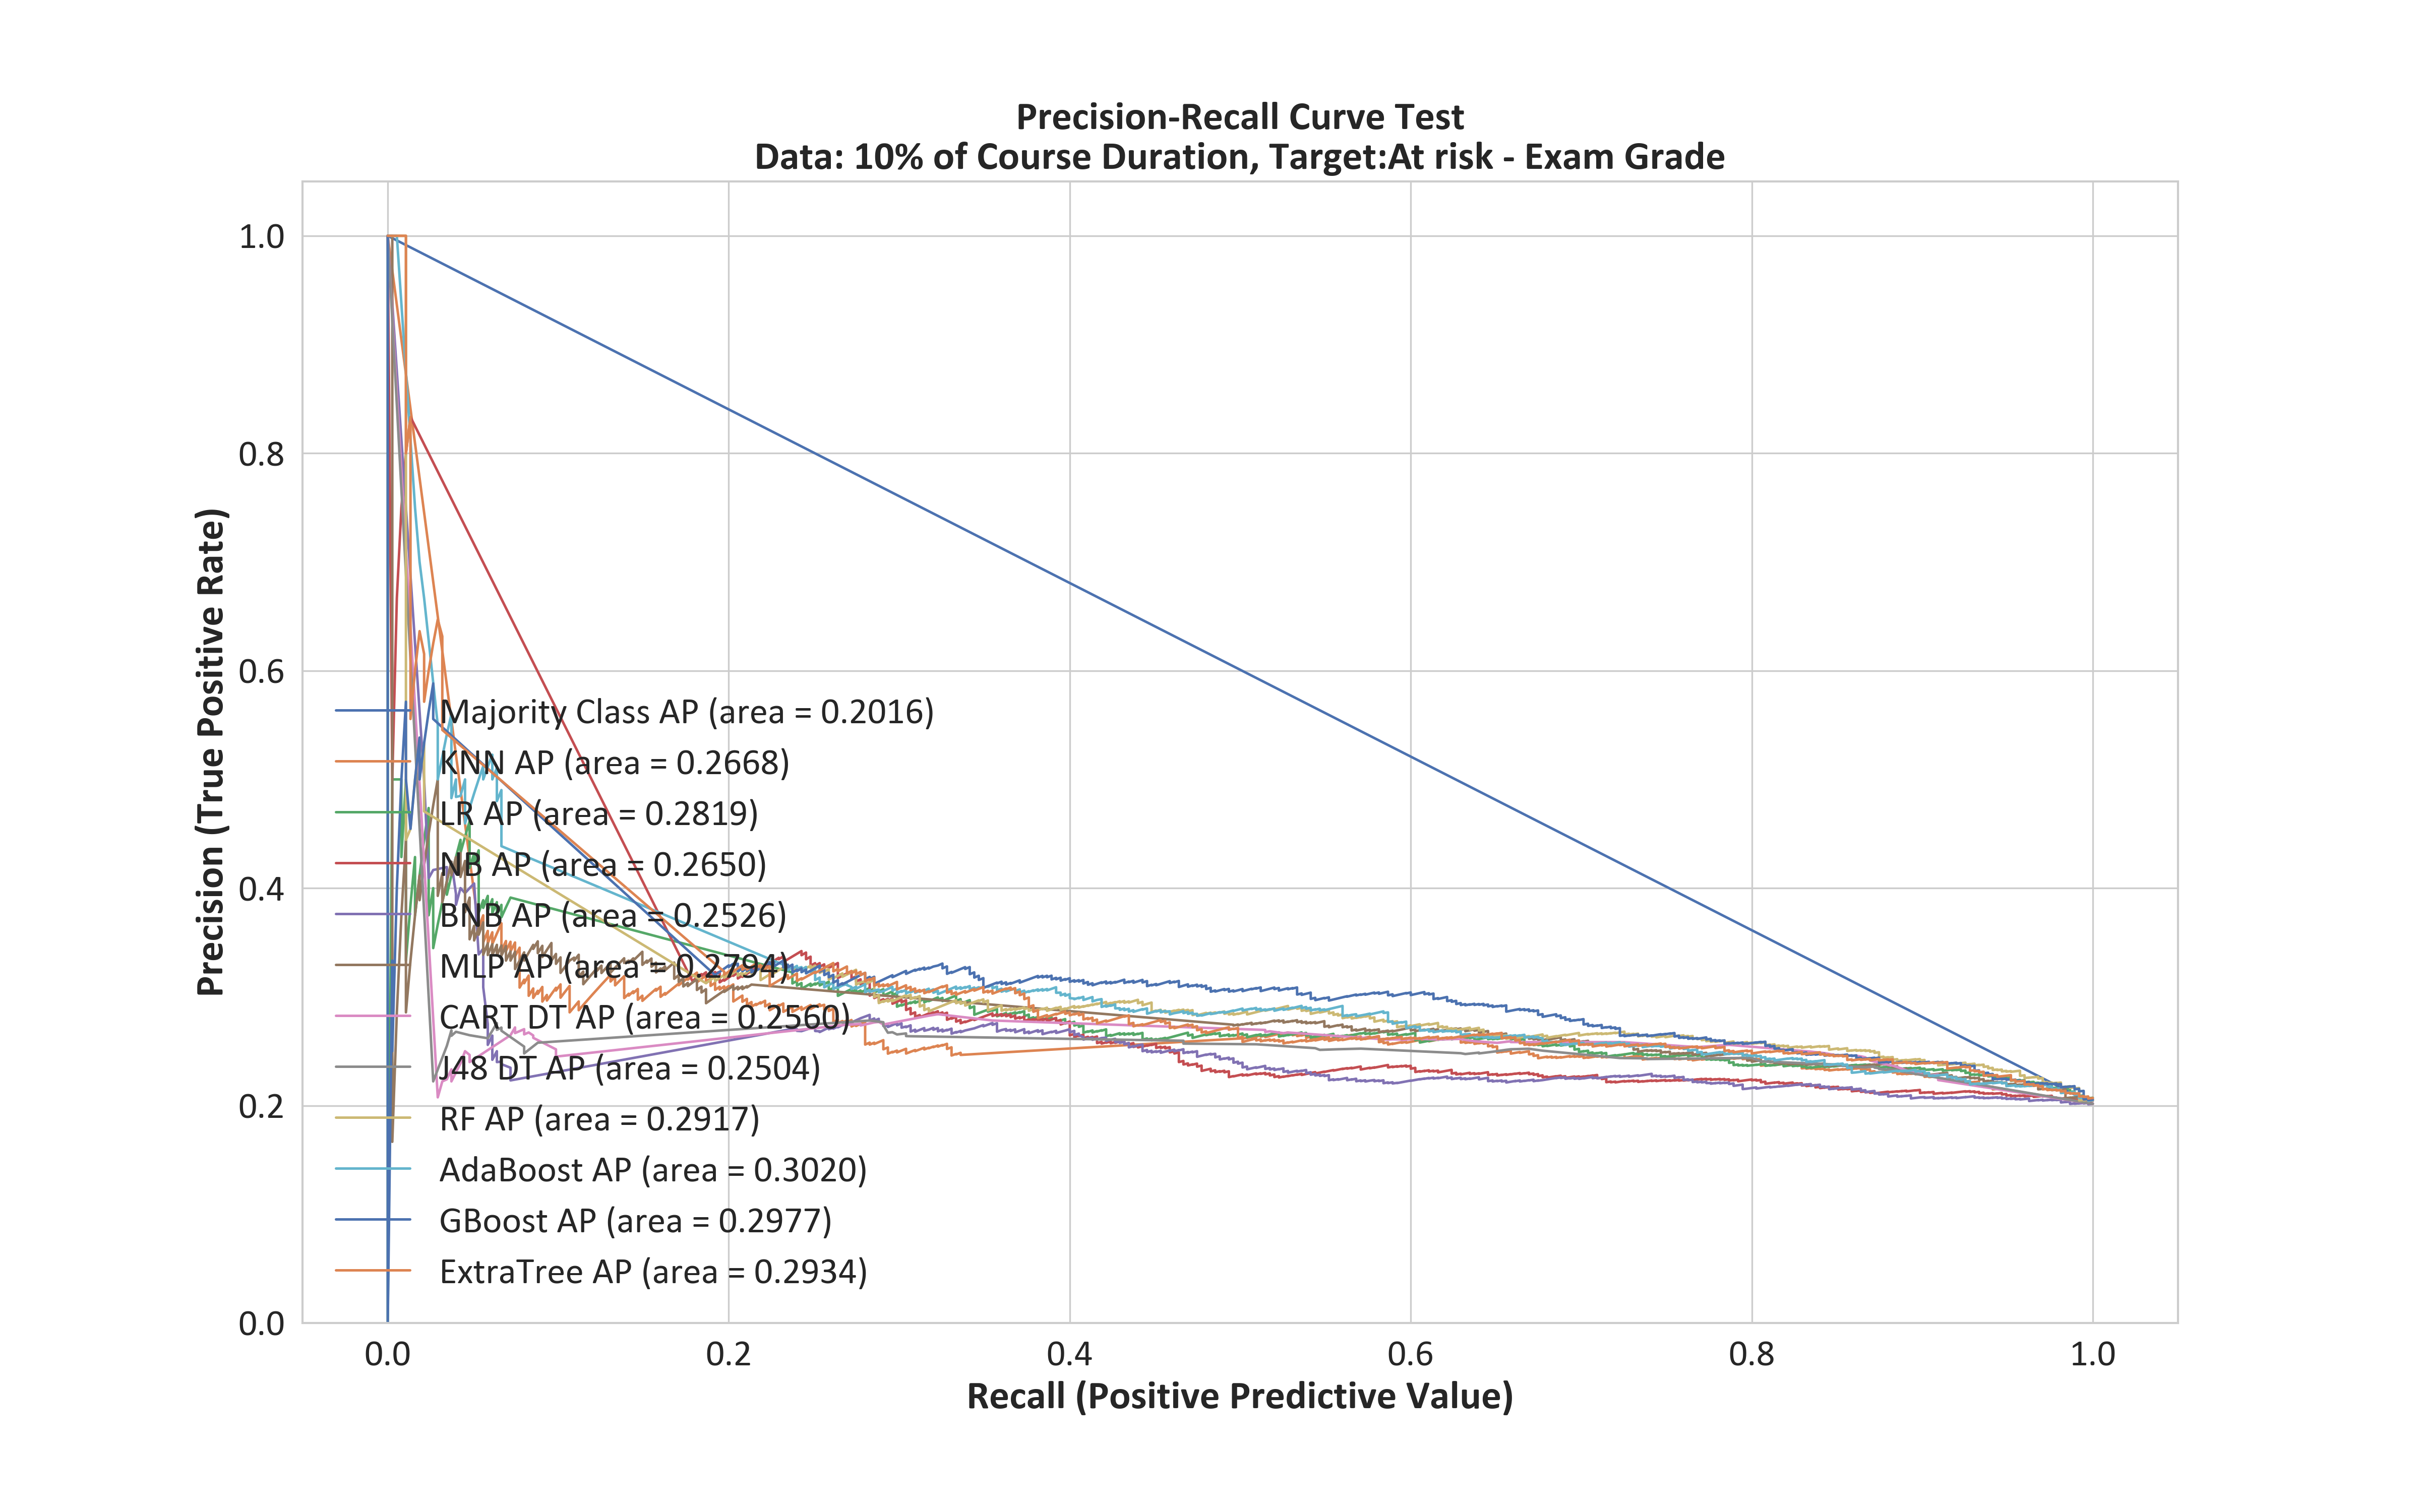 Precision-Recall Curve Test
Data: 10% of Course Duration, Target:At risk - Exam Grade
Precision (True Positive Rate)
1.0
0.8
0.6
0.4
0.2
0.0
Majority Class AP (area = 0.2016)
KNN AP (area = 0.2668)
LR AP (area = 0.2819)
NB AP (area = 0.2650)
BNB AP (area = 0.2526)
MLP AP (area = 0.2794)
CART DT AP (area = 0.2560)
J48 DT AP (area = 0.2504)
RF AP (area = 0.2917)
AdaBoost AP (area = 0.3020)
GBoost AP (area = 0.2977)
ExtraTree AP (area = 0.2934)
0.0 0.2 0.4 0.6 0.8 1.0
Recall (Positive Predictive Value)